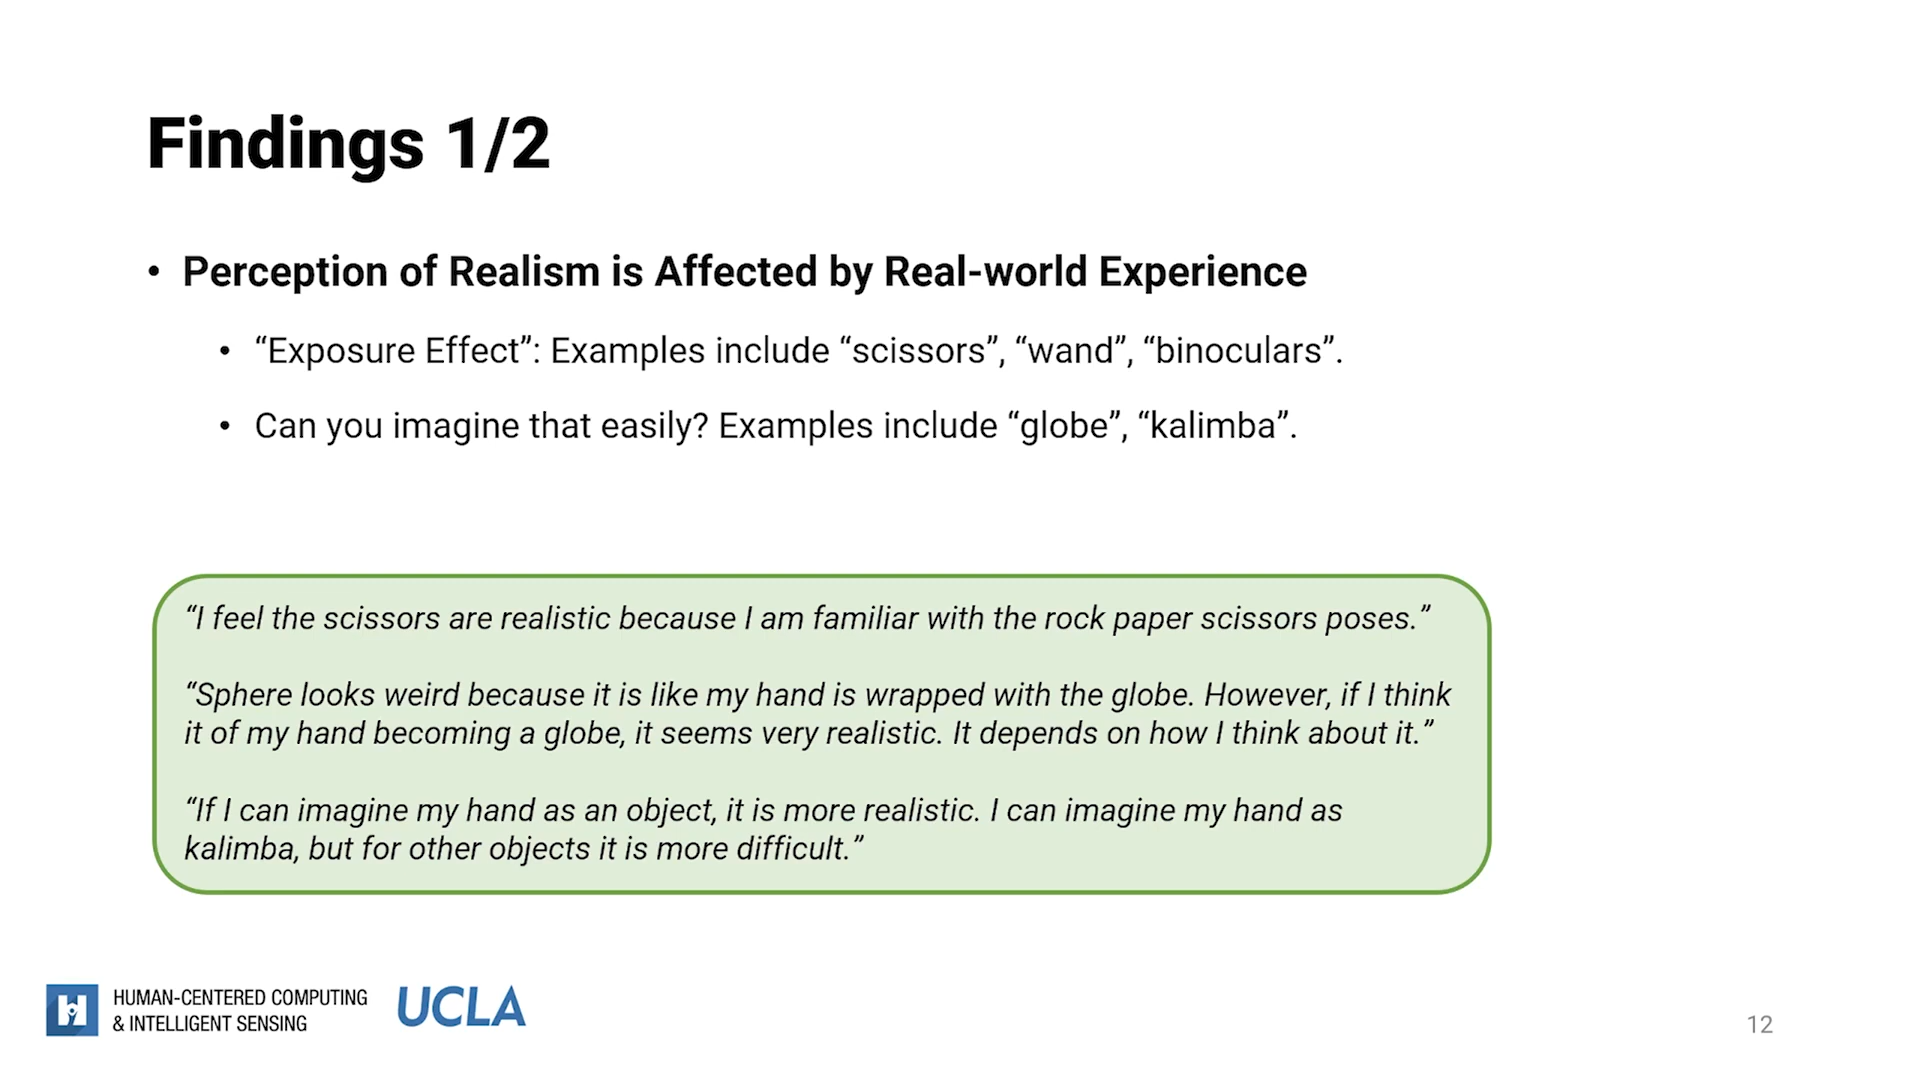 Findings 1/2
• Perception of Realism is Affected by Real-world Experience
• “Exposure Effect”: Examples include “scissors”, “wand”, “binoculars”.
• Can you imagine that easily? Examples include “globe”, “kalimba”.
“I feel the scissors are realistic because I am familiar with the rock paper scissors poses.”
“Sphere looks weird because it is like my hand is wrapped with the globe. However, if I think
it of my hand becoming a globe, it seems very realistic. It depends on how I think about it.”
“If I can imagine my hand as an object, it is more realistic. I can imagine my hand as
kalimba, but for other objects it is more difficult.”
HUMAN-CENTERED COMPUTING
& INTELLIGENT SENSING
UCLA
12